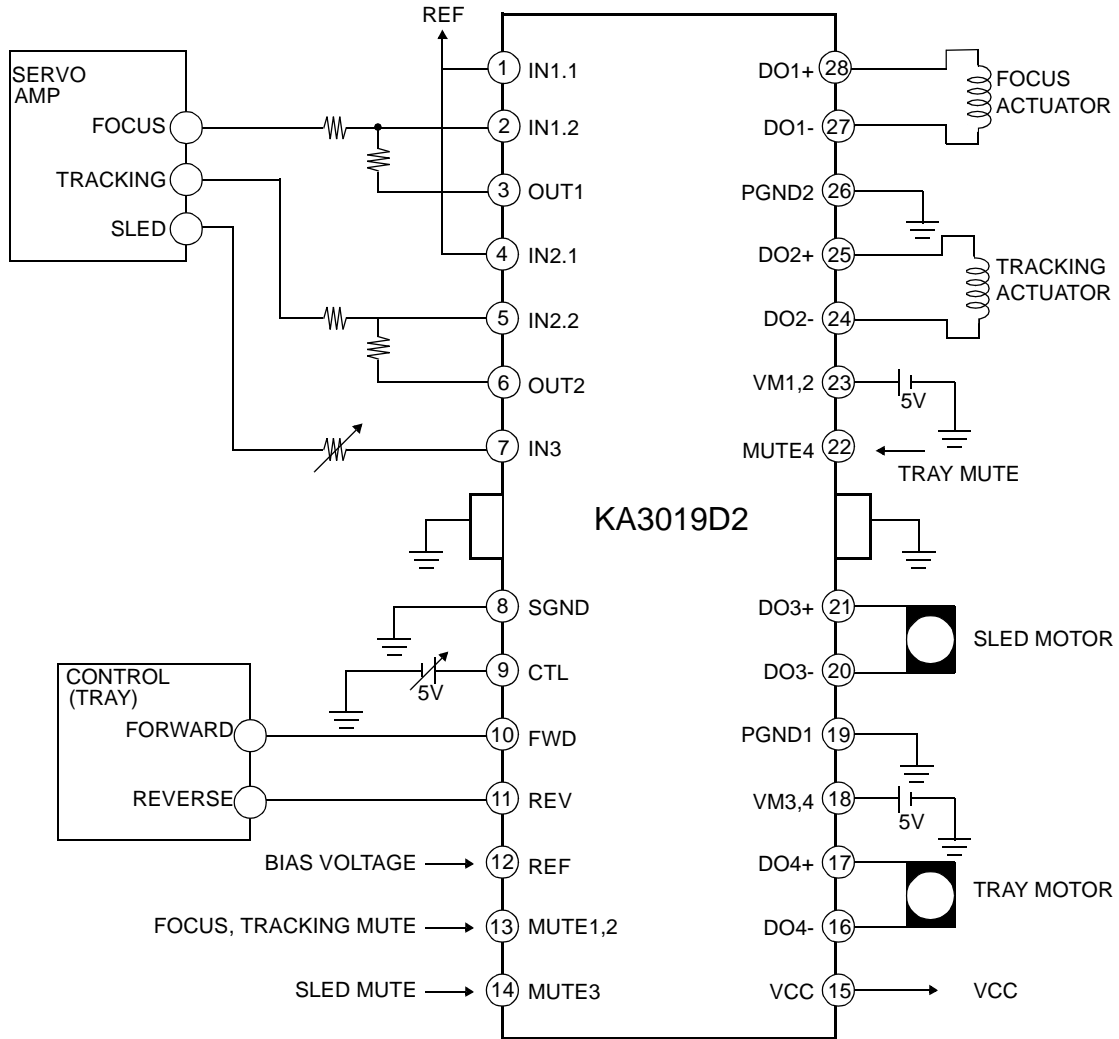 REF
SERVO
AMP
FOCUS
TRACKING
SLED
1 IN1.1
2 IN1.2
3 OUT1
4 IN2.1
5 IN2.2
6 OUT2
7 IN3
KA3019D2
8 SGND
9 CTL
5V
CONTROL
(TRAY)
FORWARD
REVERSE
10 FWD
11 REV
BIAS VOLTAGE 12 REF
FOCUS, TRACKING MUTE 13 MUTE1,2
SLED MUTE 14 MUTE3
DO1+ 28
FOCUS
ACTUATOR
DO1- 27
PGND2 26
DO2+ 25
TRACKING
ACTUATOR
DO2- 24
VM1,2 23
5V
MUTE4 22
TRAY MUTE
DO3+ 21
SLED MOTOR
DO3- 20
PGND1 19
VM3,4 18
5V
DO4+ 17
TRAY MOTOR
DO4- 16
VCC 15 VCC